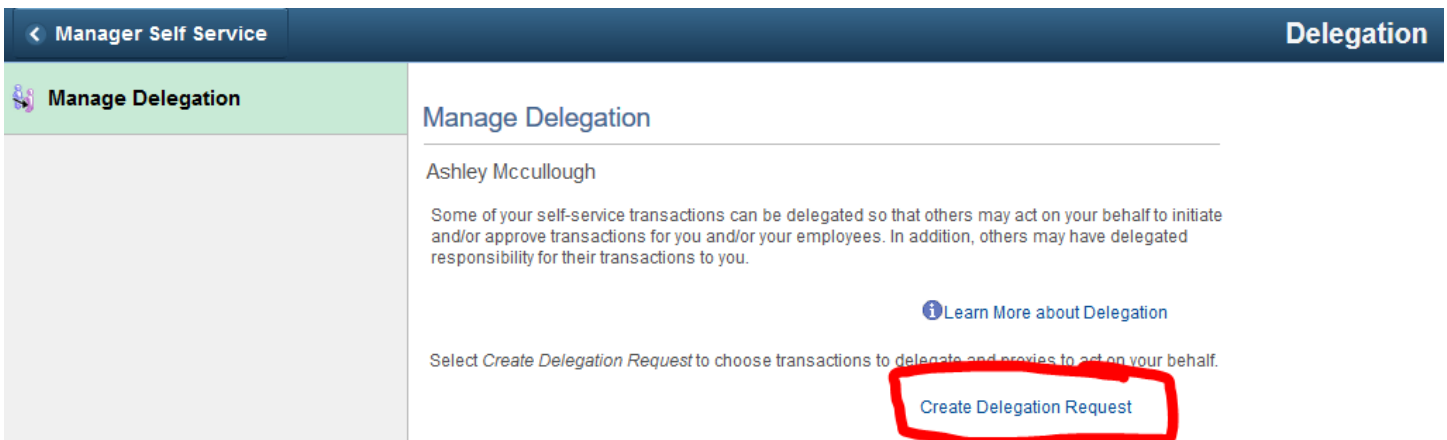 Manager Self Service
Delegation
Manage Delegation
Manage Delegation
Ashley Mccullough
Some of your self-service transactions can be delegated so that others may act on your behalf to initiate
and/or approve transactions for you and/or your employees. In addition, others may have delegated
responsibility for their transactions to you.
Learn More about Delegation
Select Create Delegation Request to choose transactions to delegate and proxies to act on your behalf.
Create Delegation Request